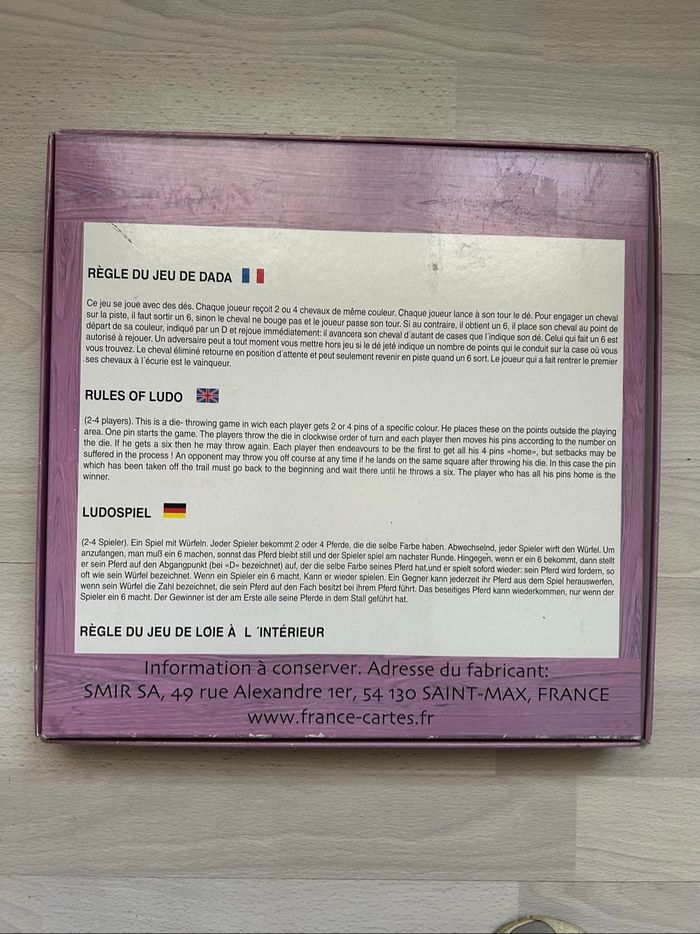 RÈGLE DU JEU DE DADA
Ce jeu se joue avec des dés. Chaque joueur reçoit 2 ou 4 chevaux de même couleur. Chaque joueur lance à son tour le dé. Pour engager un cheval
sur la piste, il faut sortir un 6, sinon le cheval ne bouge pas et le joueur passe son tour. Si au contraire, il obtient un 6, il place son cheval au point de
départ de sa couleur, indiqué par un D et rejoue immédiatement: il avancera son cheval d´autant de cases que l'indique son dé. Celui qui fait un 6 est
autorisé à rejouer. Un adversaire peut a tout moment vous mettre hors jeu si le dé jeté indique un nombre de points qui le conduit sur la case où vous
vous trouvez. Le cheval éliminé retourne en position d´attente et peut seulement revenir en piste quand un 6 sort. Le joueur qui a fait rentrer le premier
ses chevaux à l´écurie est le vainqueur.
RULES OF LUDO
(2-4 players). This is a die- throwing game in wich each player gets 2 or 4 pins of a specific colour. He places these on the points outside the playing
area. One pin starts the game. The players throw the die in clockwise order of turn and each player then moves his pins according to the number on
the die. If he gets a six then he may throw again. Each player then endeavours to be the first to get all his 4 pins «home», but setbacks may be
suffered in the process ! An opponent may throw you off course at any time if he lands on the same square after throwing his die. In this case the pin
which has been taken off the trail must go back to the beginning and wait there until he throws a six. The player who has all his pins home is the
winner.
LUDOSPIEL
(2-4 Spieler). Ein Spiel mit Würfeln. Jeder Spieler bekommt 2 oder 4 Pferde, die die selbe Farbe haben. Abwechselnd, jeder Spieler wirft den Würfel. Um
anzufangen, man muß ein 6 machen, sonnst das Pferd bleibt still und der Spieler spiel am nachster Runde. Hingegen, wenn er ein 6 bekommt, dann stellt
er sein Pferd auf den Abgangpunkt (bei «D» bezeichnet) auf, der die selbe Farbe seines Pferd hat,und er spielt soford wieder: sein Pferd wird fordern, so
oft wie sein Würfel bezeichnet. Wenn ein Spieler ein 6 macht, Kann er wieder spielen. Ein Gegner kann jederzeit ihr Pferd aus dem Spiel herauswerfen,
wenn sein Würfel die Zahl bezeichnet, die sein Pferd auf den Fach besitzt bei ihrem Pferd führt. Das beseitiges Pferd kann wiederkommen, nur wenn der
Spieler ein 6 macht. Der Gewinner ist der am Erste alle seine Pferde in dem Stall geführt hat.
RÈGLE DU JEU DE LOIE À L ´INTÉRIEUR
Information à conserver. Adresse du fabricant:
SMIR SA, 49 rue Alexandre 1er, 54 130 SAINT-MAX, FRANCE
www.france-cartes.fr